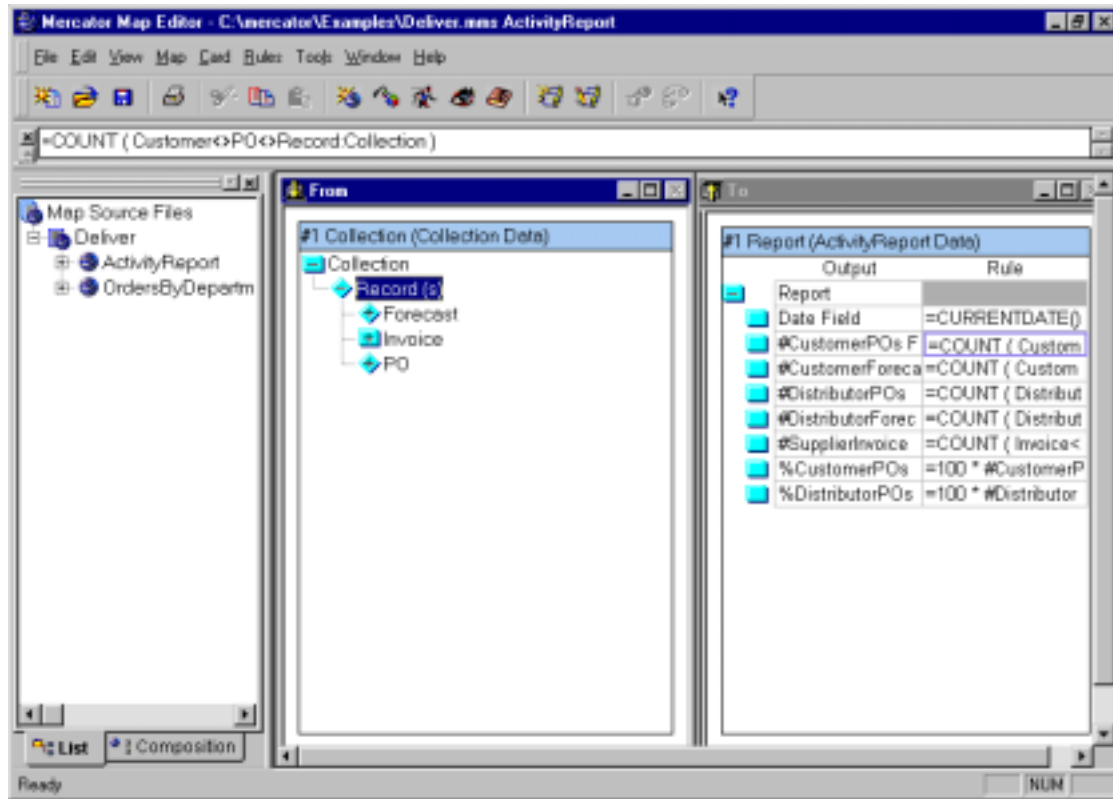 Mercator Map Editor - C:\mercator\Examples\Deliver.mms ActivityReport
File Edit View Map Card Rules Tools Window Help
=COUNT ( Customer<>PO<>Record:Collection )
Map Source Files
Deliver
ActivityReport
OrdersByDepartm
List
Composition
From
#1 Collection (Collection Data)
Collection
Record (s)
Forecast
Invoice
PO
To
#1 Report (ActivityReport Data)
Output Rule
Report
Date Field =CURRENTDATE()
#CustomerPOs F =COUNT ( Custom
#CustomerForeca =COUNT ( Custom
#DistributorPOs =COUNT ( Distribut
#DistributorForec =COUNT ( Distribut
#SupplierInvoice =COUNT ( Invoice<
%CustomerPOs =100 * #CustomerP
%DistributorPOs =100 * #Distributor
Ready
NUM